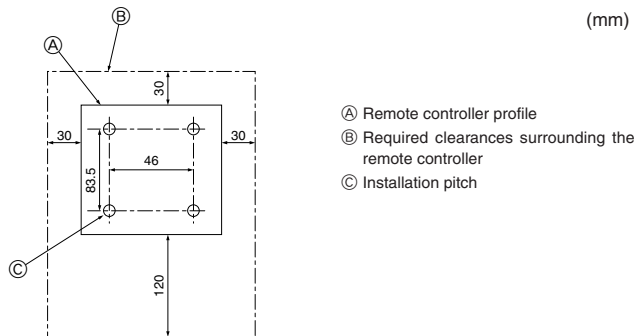 (mm)
Ⓑ
Ⓐ
30
30
30
46
83.5
Ⓒ
120
Ⓐ Remote controller profile
Ⓑ Required clearances surrounding the
remote controller
Ⓒ Installation pitch